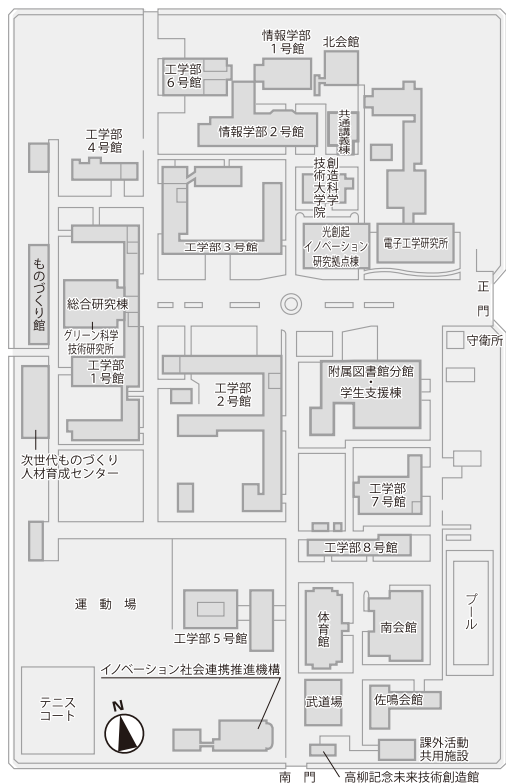 情報学部
1号館
北会館
工学部
6号館
共通講義棟
情報学部2号館
工学部
4号館
創造科学
技術大学院
工学部3号館
光創起
イノベーション
研究拠点棟
電子工学研究所
ものづくり館
総合研究棟
グリーン科学
技術研究所
工学部
1号館
正門
守衛所
附属図書館分館
・
学生支援棟
工学部
2号館
次世代ものづくり
人材育成センター
工学部
7号館
工学部8号館
運動場
工学部5号館
体育館
南会館
プール
イノベーション社会連携推進機構
テニス
コート
N
武道場
佐鳴会館
課外活動
共用施設
南門
高柳記念未来技術創造館